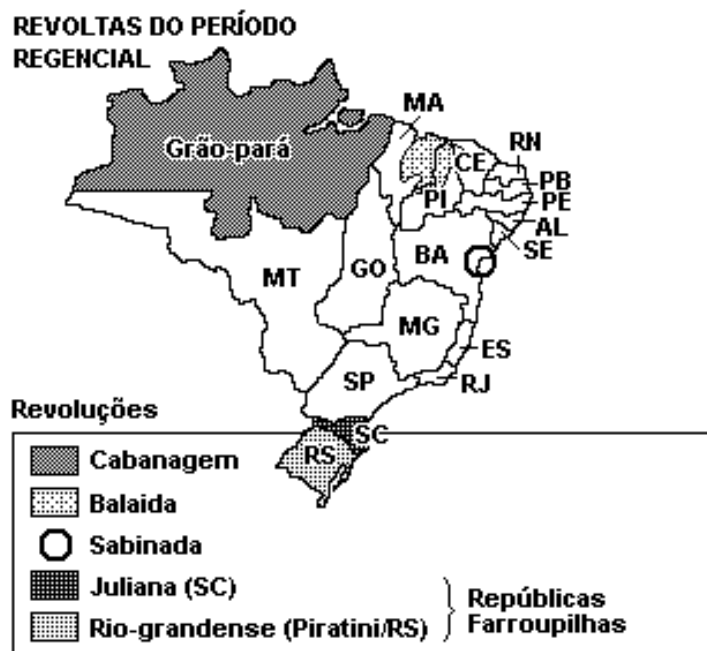 REVOLTAS DO PERÍODO
REGENCIAL
MA
Grão-pará
CE
RN
PB
PI
PE
AL
SE
BA
GO
MT
MG
ES
SP
RJ
SC
RS
Revoluções
Cabanagem
Balaida
Sabinada
Juliana (SC)
Rio-grandense (Piratini/RS)
Repúblicas
Farroupilhas